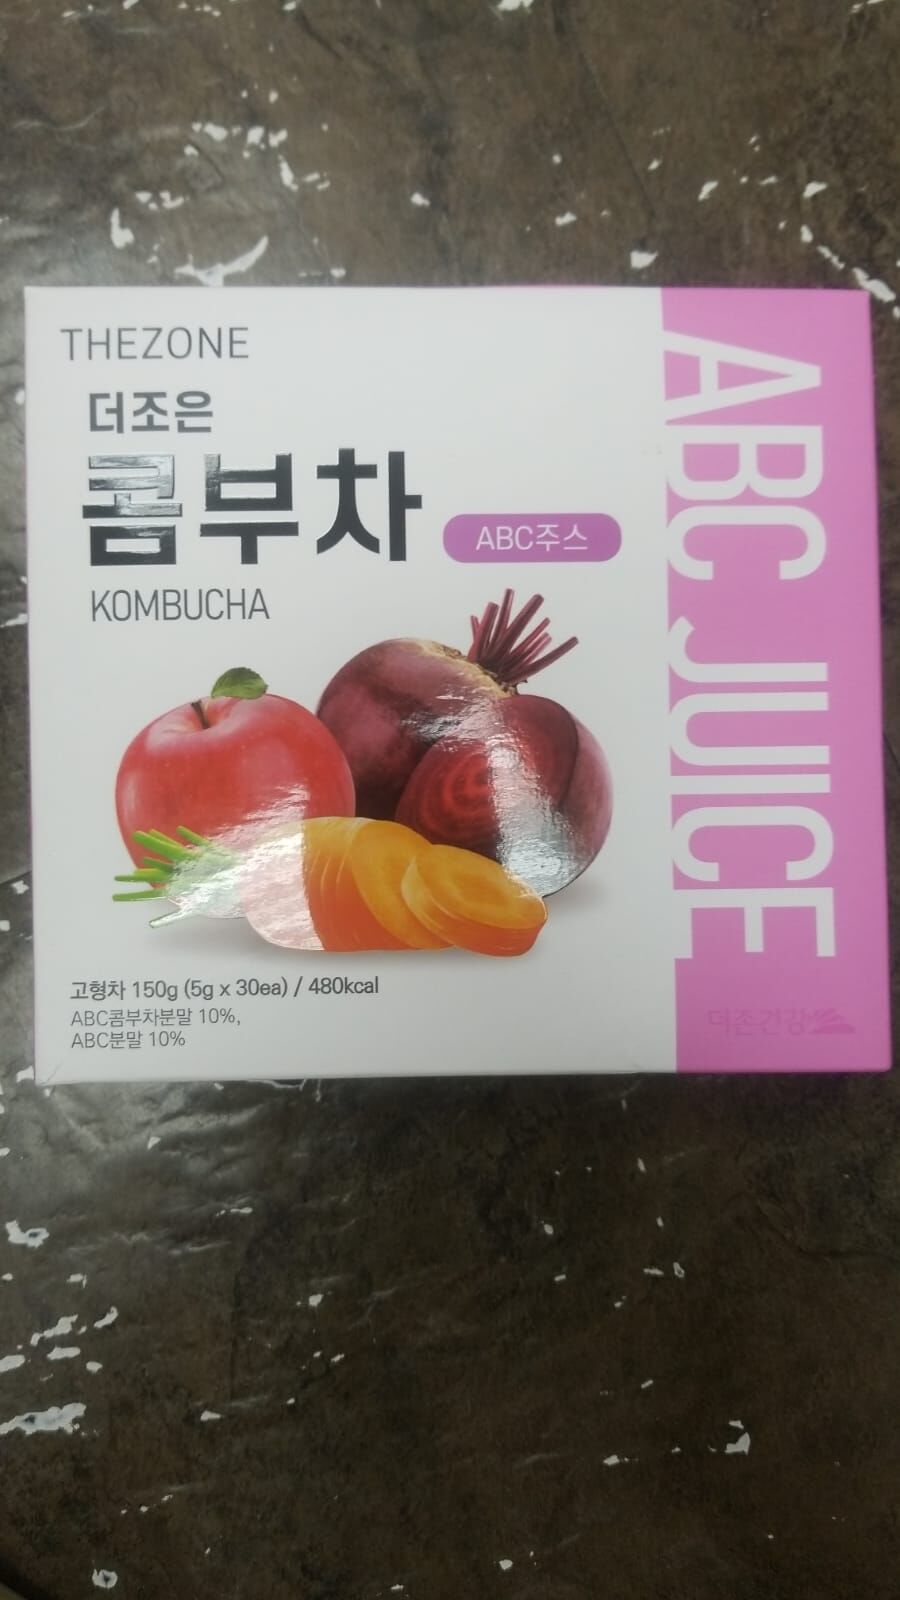 THEZONE
더조은
콤부차
ABC주스
KOMBUCHA
ABC JUICE
고형차 150g (5g x 30ea) / 480kcal
ABC콤부차분말 10%,
ABC분말 10%
더존건강